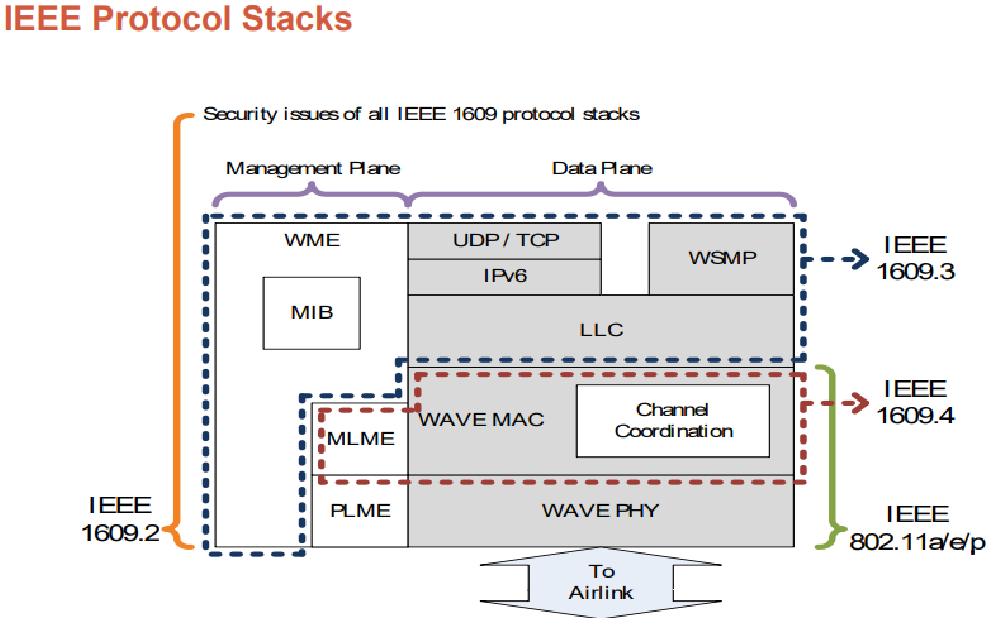 IEEE Protocol Stacks
Security issues of all IEEE 1609 protocol stacks
Management Plane
Data Plane
WME
UDP / TCP
WSMP
IEEE
1609.3
IPv6
MIB
LLC
IEEE
1609.4
WAVE MAC
Channel
Coordination
MLME
IEEE
1609.2
PLME
WAVE PHY
IEEE
802.11a/e/p
To
Airlink